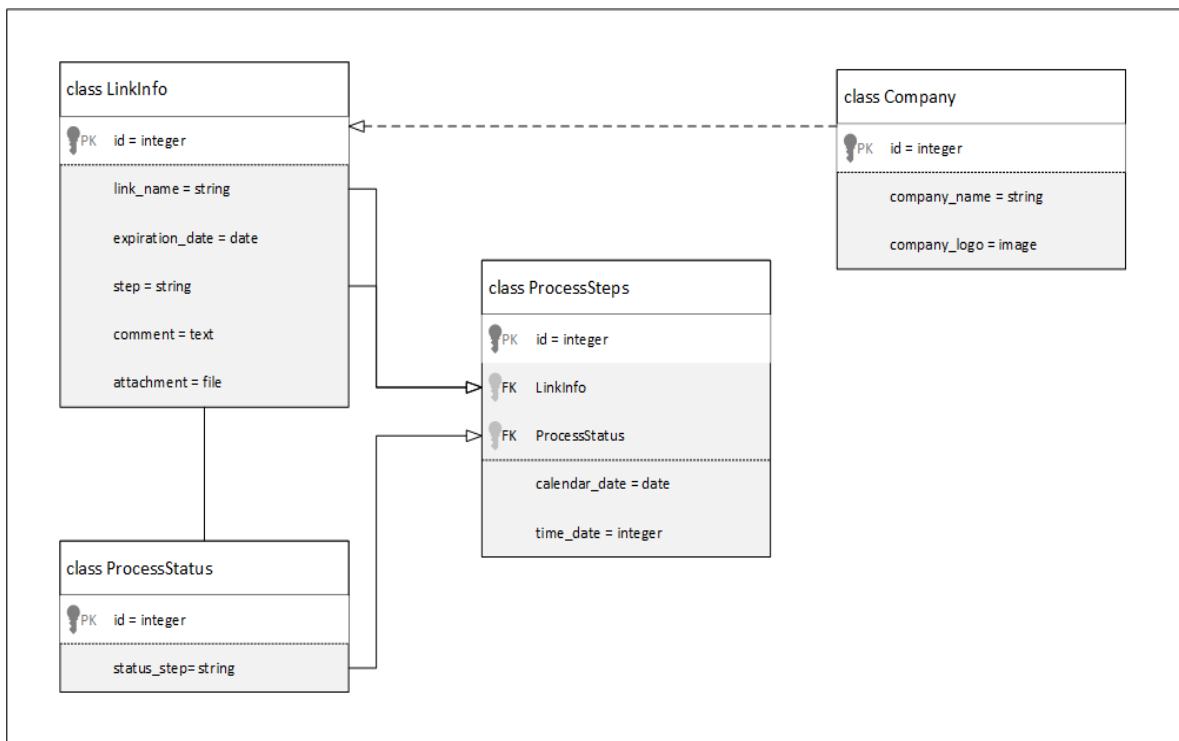 class LinkInfo
PK id = integer
link_name = string
expiration_date = date
step = string
comment = text
attachment = file
class Company
PK id = integer
company_name = string
company_logo = image
class ProcessSteps
PK id = integer
FK LinkInfo
FK ProcessStatus
calendar_date = date
time_date = integer
class ProcessStatus
PK id = integer
status_step= string